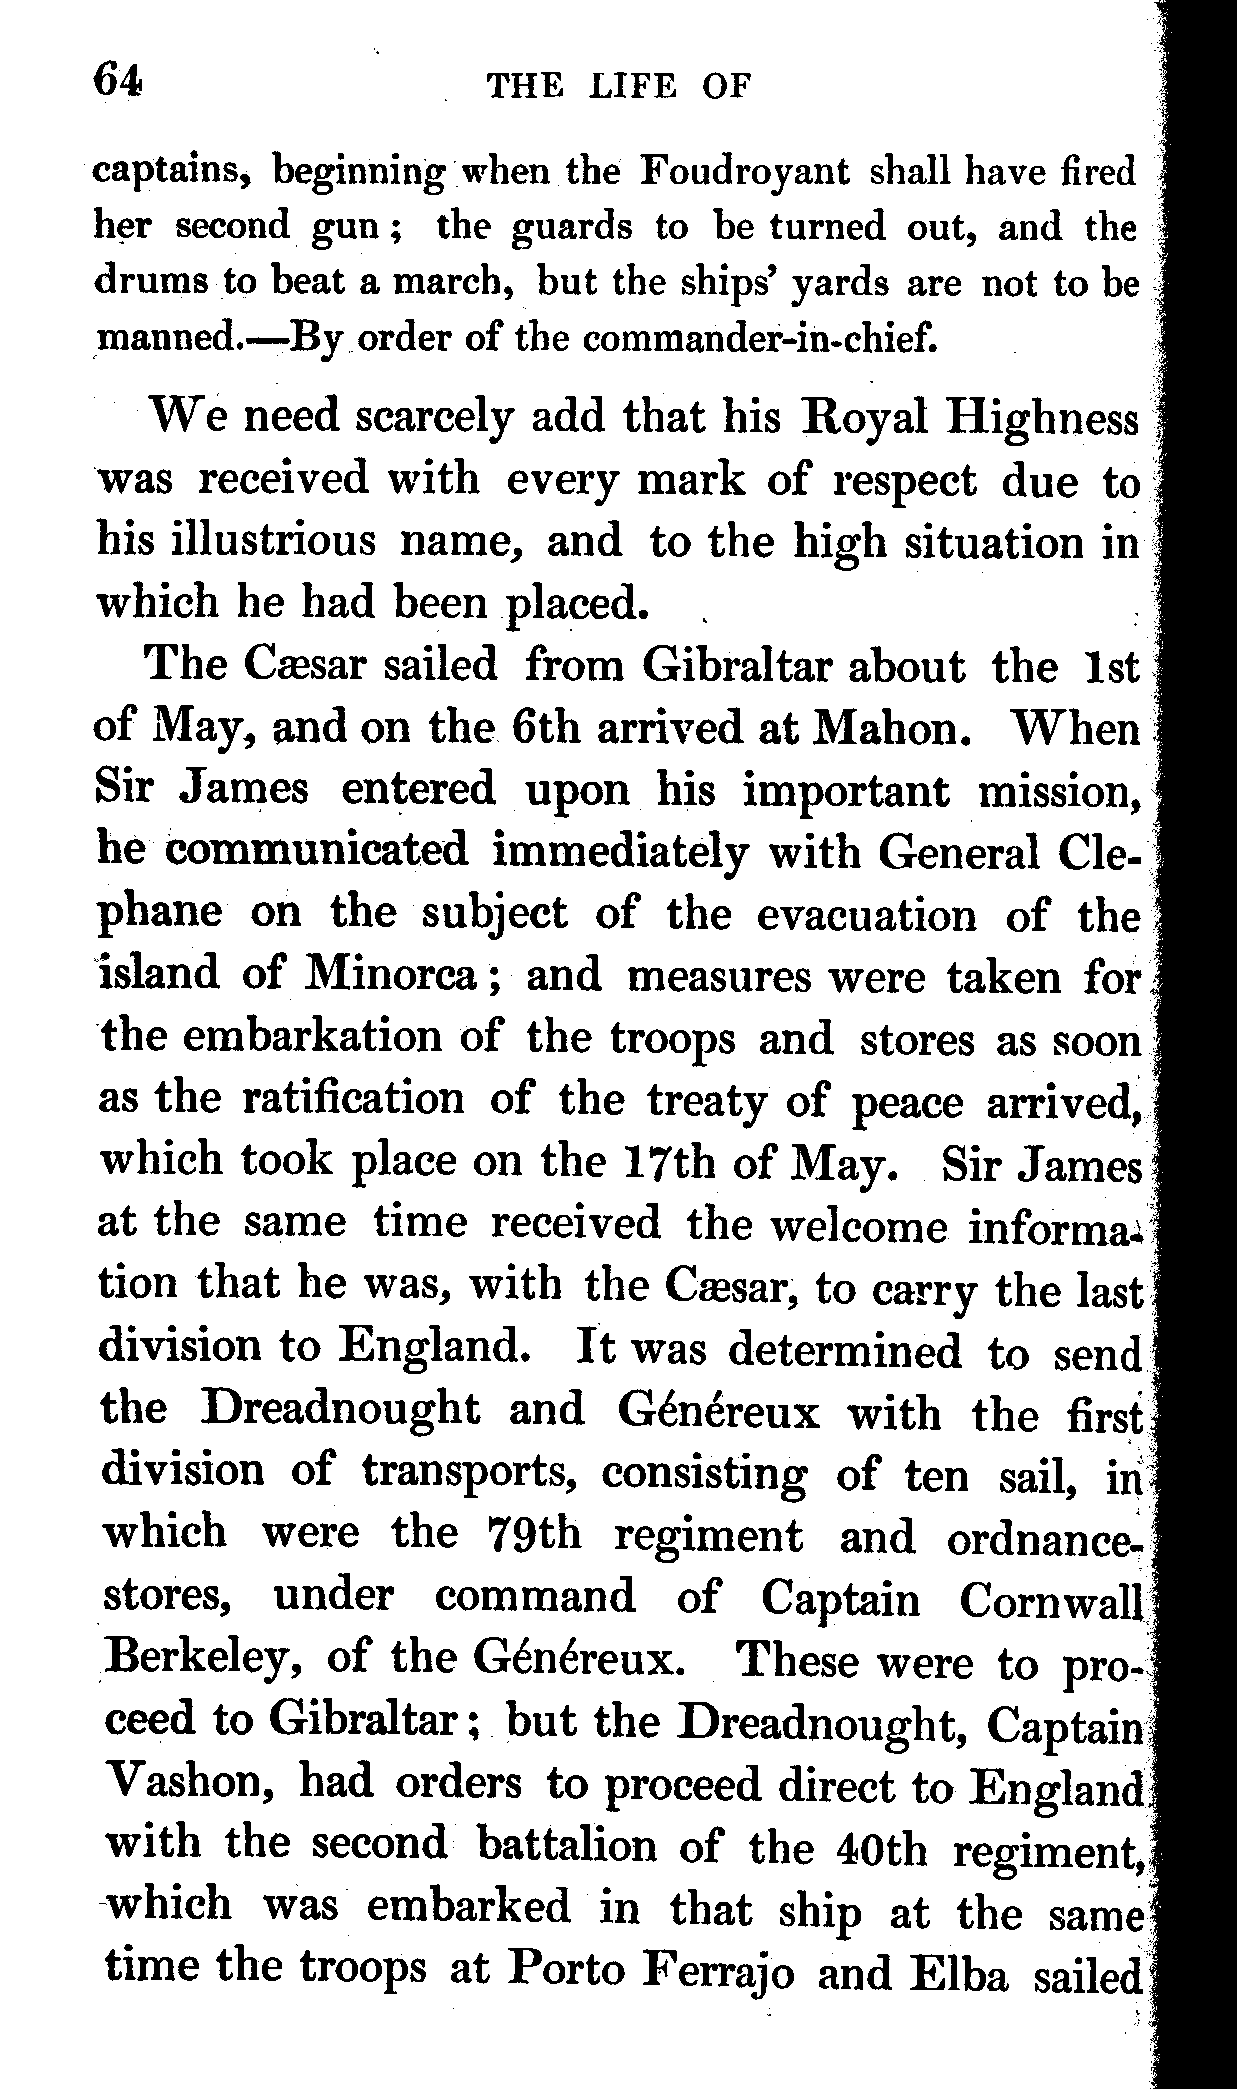 64 THE LIFE OF
captains, beginning when the Foudroyant shall have fired
her second gun; the guards to be turned out, and the
drums to beat a march, but the ships' yards are not to be
manned.—By order of the commander-in-chief.
We need scarcely add that his Royal Highness
was received with every mark of respect due to
his illustrious name, and to the high situation in
which he had been placed.
The Cæsar sailed from Gibraltar about the 1st
of May, and on the 6th arrived at Mahon. When
Sir James entered upon his important mission,
he communicated immediately with General Cle-
phane on the subject of the evacuation of the
island of Minorca; and measures were taken for
the embarkation of the troops and stores as soon
as the ratification of the treaty of peace arrived,
which took place on the 17th of May. Sir James
at the same time received the welcome informa-
tion that he was, with the Cæsar, to carry the last
division to England. It was determined to send
the Dreadnought and Généreux with the first
division of transports, consisting of ten sail, in
which were the 79th regiment and ordnance-
stores, under command of Captain Cornwall
Berkeley, of the Généreux. These were to pro-
ceed to Gibraltar; but the Dreadnought, Captain
Vashon, had orders to proceed direct to England
with the second battalion of the 40th regiment,
which was embarked in that ship at the same
time the troops at Porto Ferrajo and Elba sailed